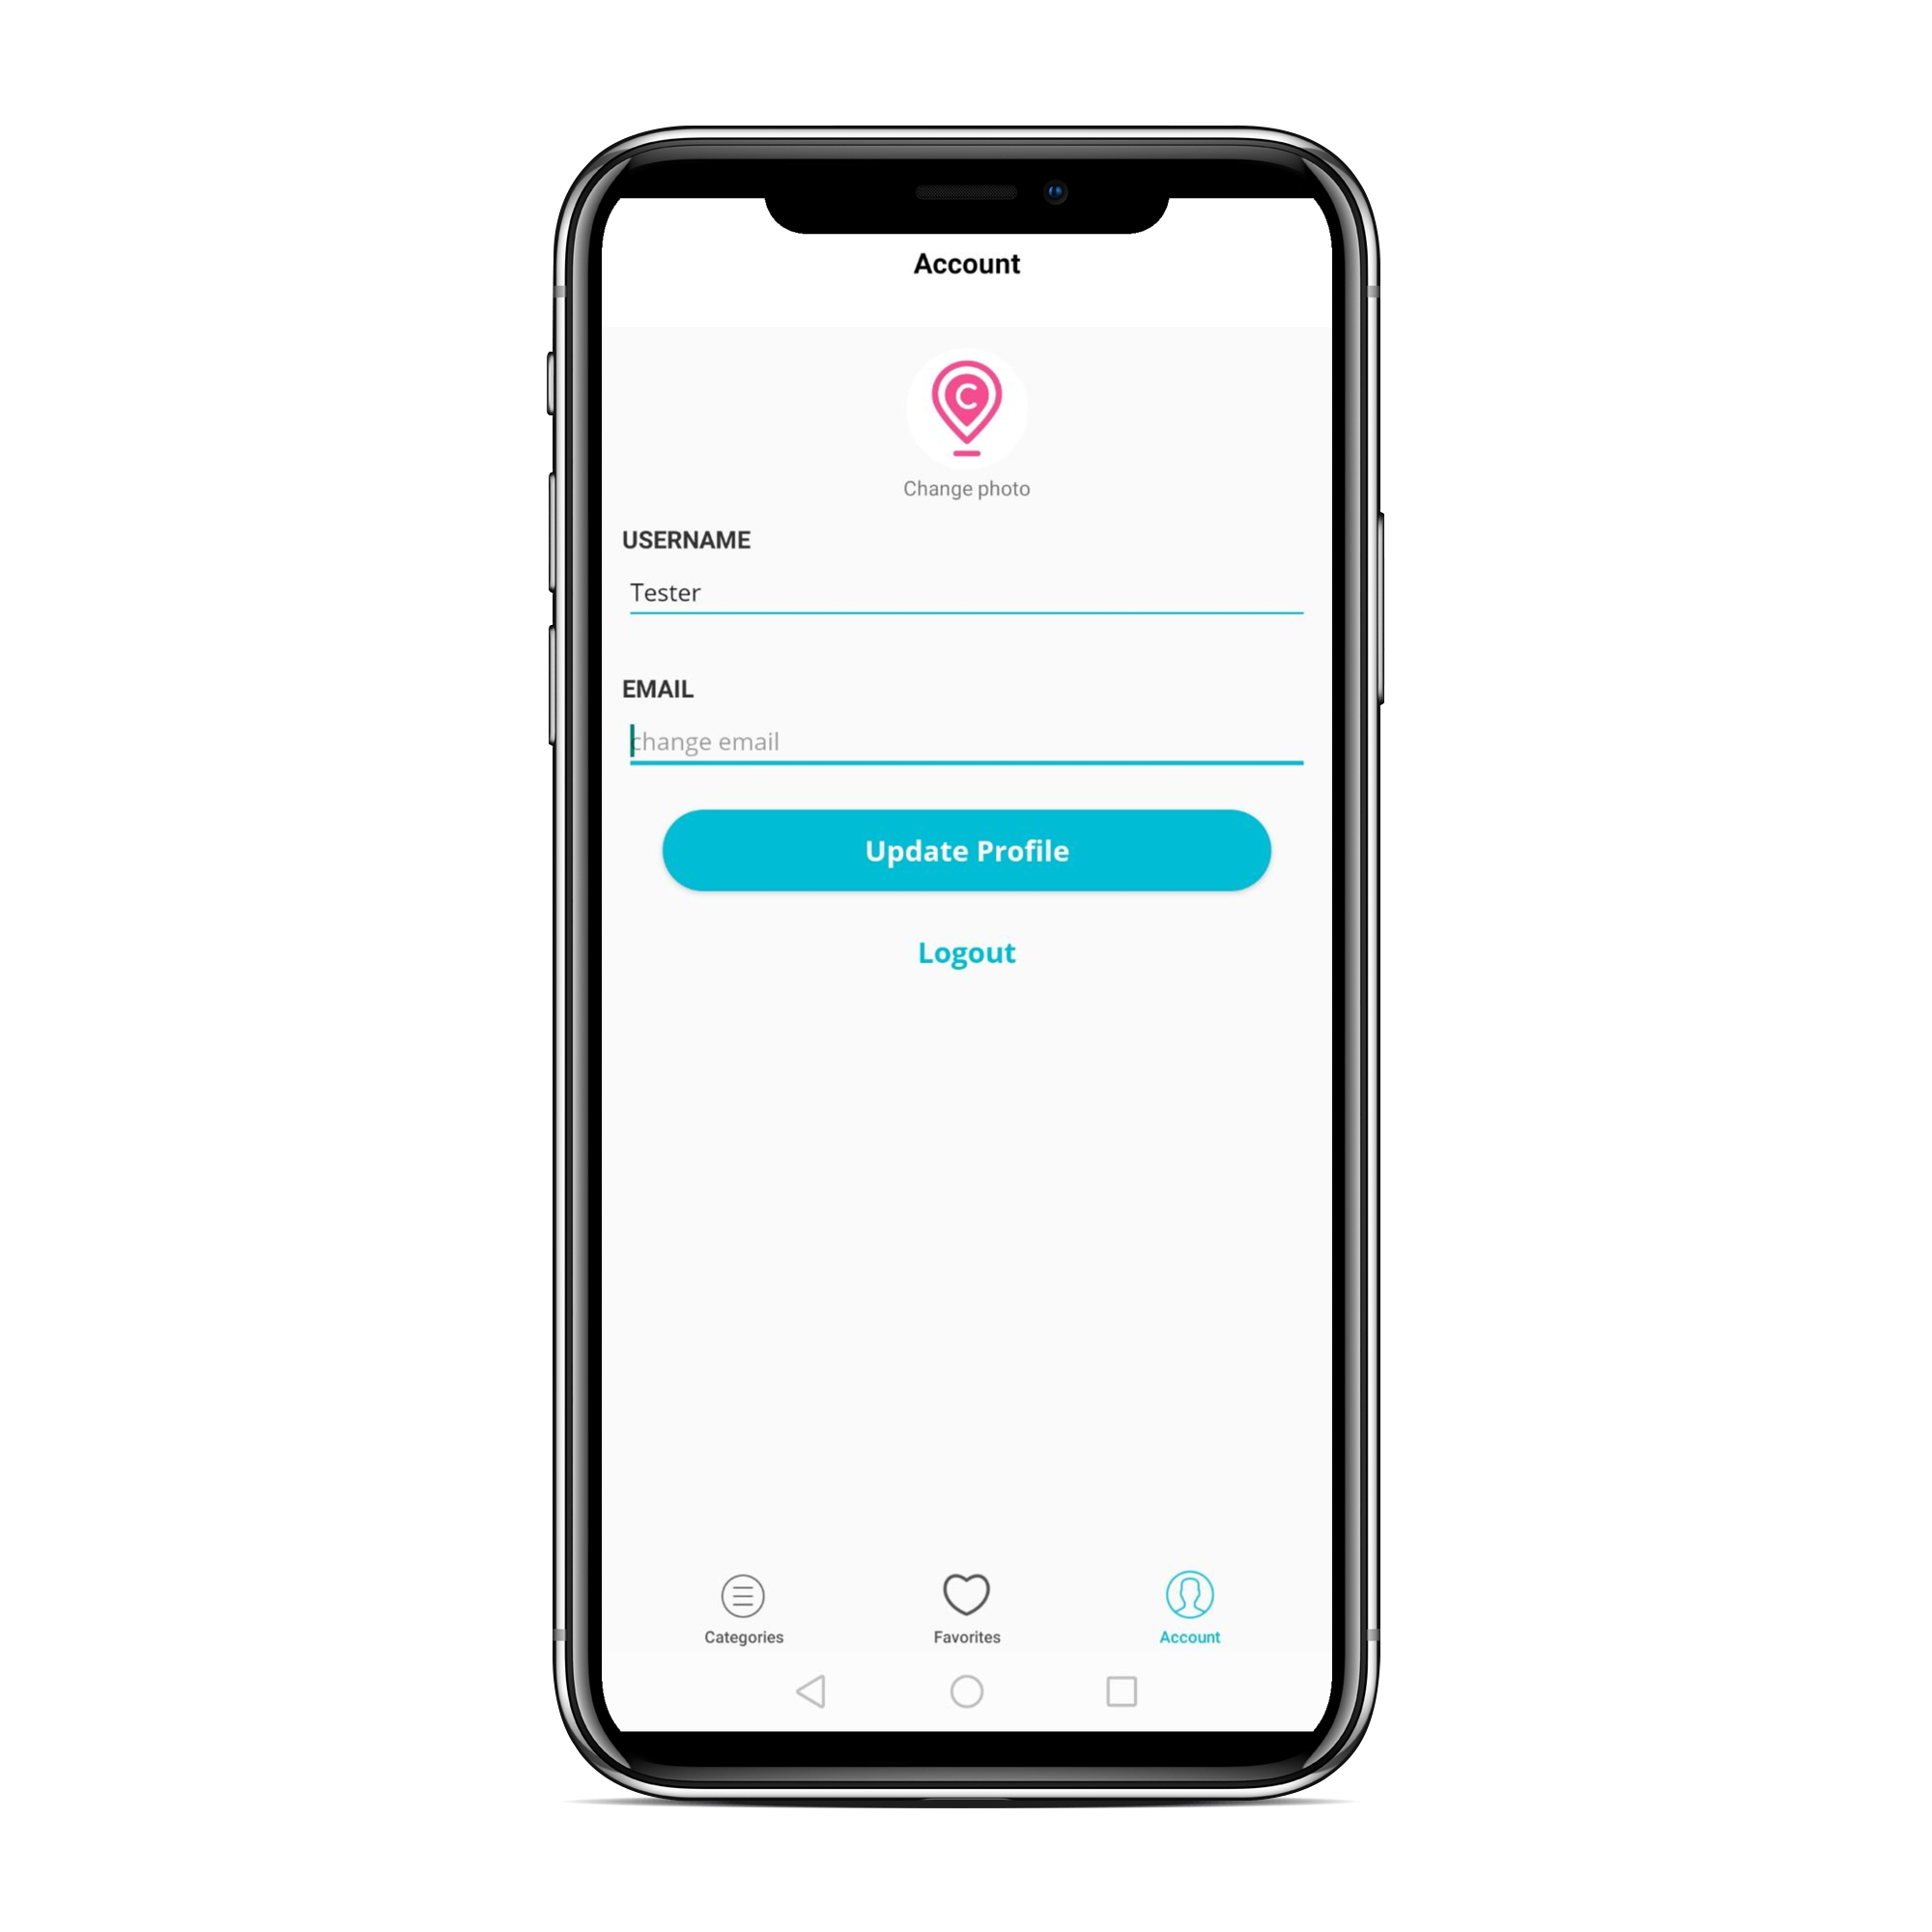 Account
C
Change photo
USERNAME
Tester
EMAIL
change email
Update Profile
Logout
Categories
Favorites
Account